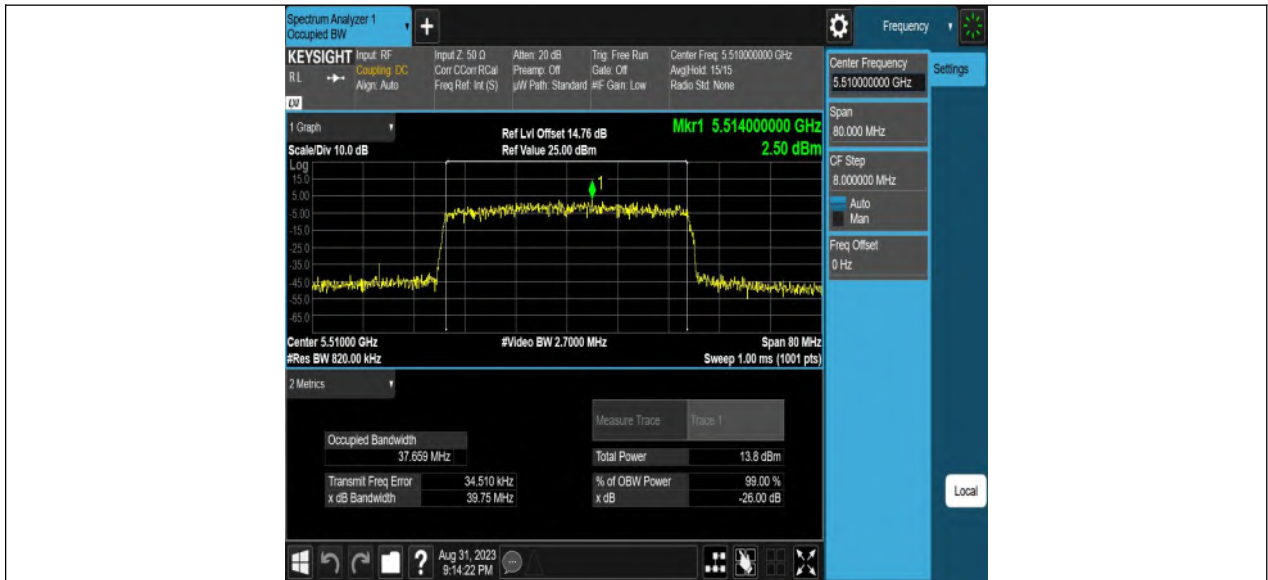 Spectrum Analyzer 1
Occupied BW
+
Frequency
KEYSIGHT
Input: RF
Input Z: 50 Ω
Atten: 20 dB
Trig: Free Run
Center Freq: 5.510000000 GHz
RL
Coupling: DC
Corr CCorr RCal
Preamp: Off
Gate: Off
Avg|Hold: 15/15
Align: Auto
Freq Ref: Int (S)
µW Path: Standard
#IF Gain: Low
Radio Std: None
LXI
Center Frequency
5.510000000 GHz
Settings
Span
80.000 MHz
CF Step
8.000000 MHz
Auto
Man
Freq Offset
0 Hz
1 Graph
Ref Lvl Offset 14.76 dB
Mkr1 5.514000000 GHz
Scale/Div 10.0 dB
Ref Value 25.00 dBm
2.50 dBm
Log
15.0
5.00
-5.00
-15.0
-25.0
-35.0
-45.0
-55.0
-65.0
1
Center 5.51000 GHz
#Video BW 2.7000 MHz
Span 80 MHz
#Res BW 820.00 kHz
Sweep 1.00 ms (1001 pts)
2 Metrics
Measure Trace
Trace 1
Occupied Bandwidth
37.659 MHz
Total Power
13.8 dBm
Transmit Freq Error
34.510 kHz
% of OBW Power
99.00 %
x dB Bandwidth
39.75 MHz
x dB
-26.00 dB
Local
?
Aug 31, 2023
9:14:22 PM